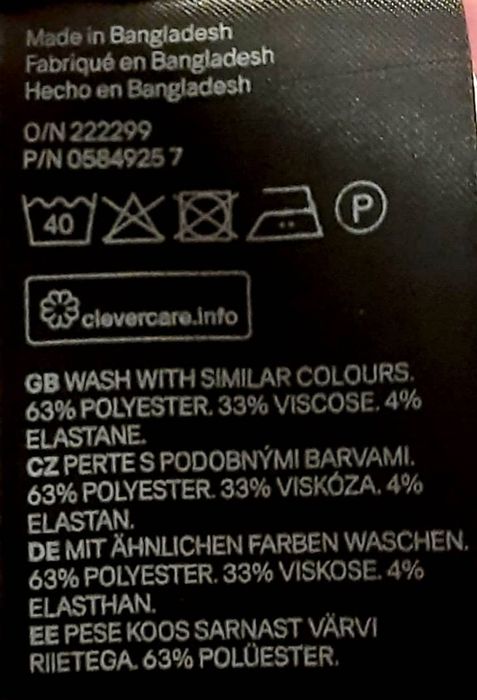 Made in Bangladesh
Fabriqué en Bangladesh
Hecho en Bangladesh
O/N 222299
P/N 0584925 7
40
P
clevercare.info
GB WASH WITH SIMILAR COLOURS.
63% POLYESTER. 33% VISCOSE. 4%
ELASTANE.
CZ PERTE S PODOBNÝMI BARVAMI.
63% POLYESTER. 33% VISKÓZA. 4%
ELASTAN.
DE MIT ÄHNLICHEN FARBEN WASCHEN.
63% POLYESTER. 33% VISKOSE. 4%
ELASTHAN.
EE PESE KOOS SARNAST VÄRVI
RIIETEGA. 63% POLÜESTER.